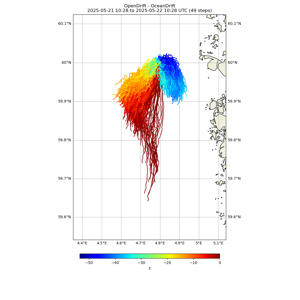 OpenDrift - OceanDrift
2025-05-21 10:28 to 2025-05-22 10:28 UTC (49 steps)
60.1°N 60.1°N
60°N 60°N
59.9°N 59.9°N
59.8°N 59.8°N
59.7°N 59.7°N
59.6°N 59.6°N
4.4°E 4.5°E 4.6°E 4.7°E 4.8°E 4.9°E 5°E 5.1°E
−50 −40 −30 −20 −10 0
z